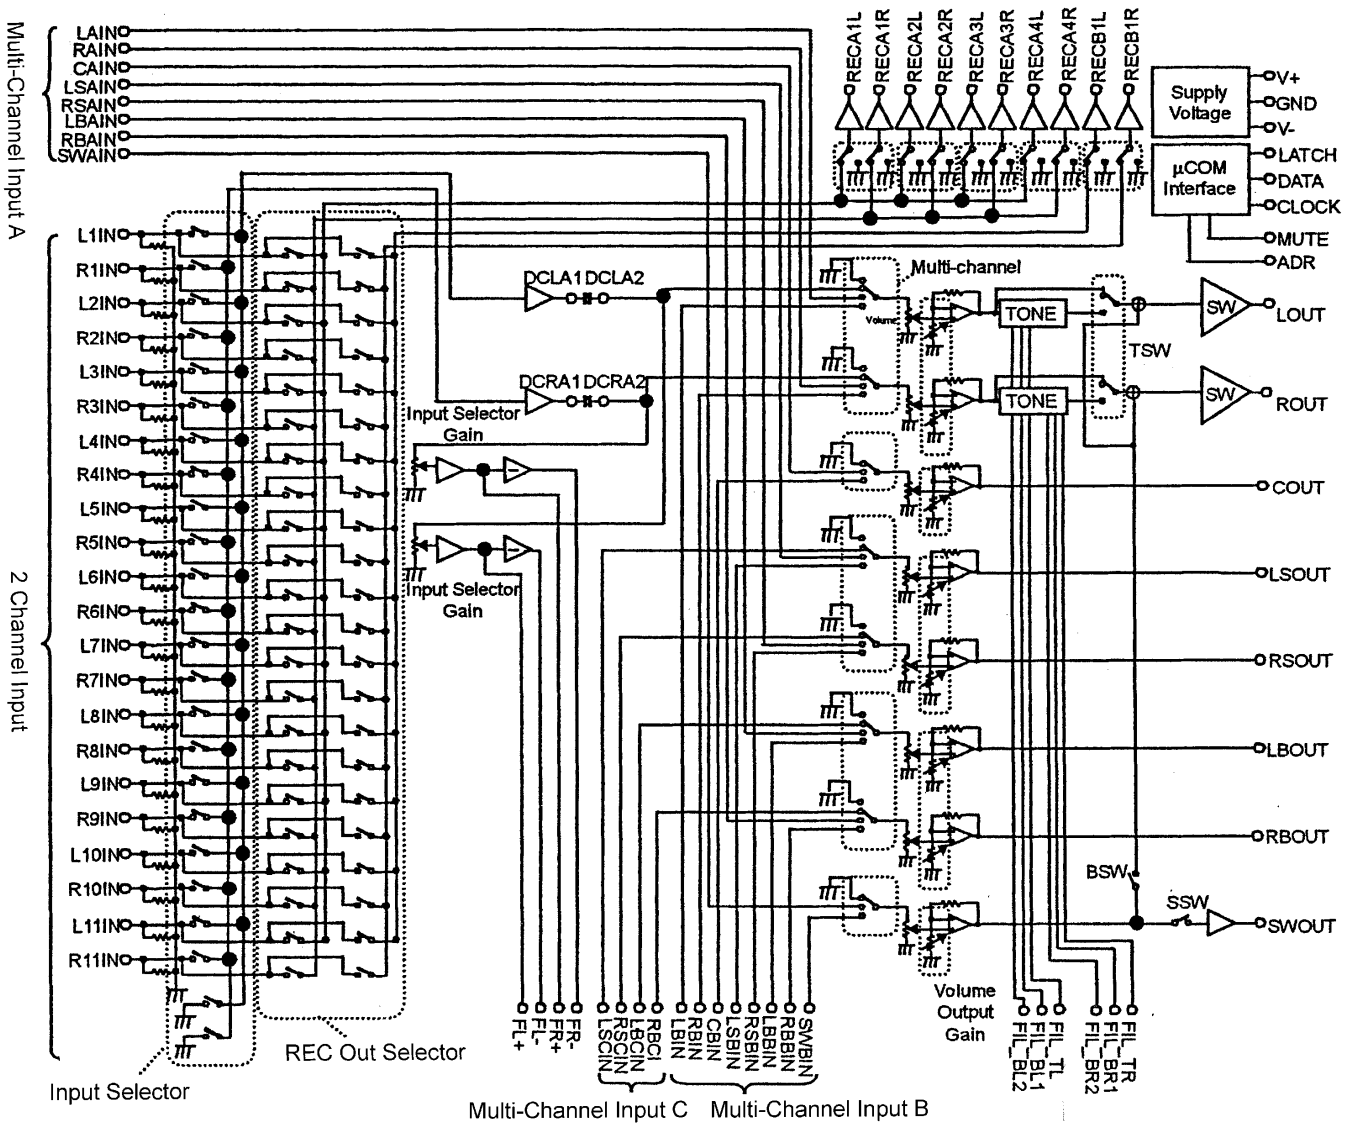 Multi-Channel Input A
LAIN
RAIN
CAIN
LSAIN
RSAIN
LBAIN
RBAIN
SWAIN
RECA1L
RECA1R
RECA2L
RECA2R
RECA3L
RECA3R
RECA4L
RECA4R
RECB1L
RECB1R
Supply
Voltage
V+
GND
V-
µCOM
Interface
LATCH
DATA
CLOCK
MUTE
ADR
2 Channel Input
L1IN
R1IN
L2IN
R2IN
L3IN
R3IN
L4IN
R4IN
L5IN
R5IN
L6IN
R6IN
L7IN
R7IN
L8IN
R8IN
L9IN
R9IN
L10IN
R10IN
L11IN
R11IN
DCLA1 DCLA2
DCRA1 DCRA2
Input Selector
Gain
Input Selector
Gain
Multi-channel
Volume
TONE
TONE
TSW
SW
LOUT
SW
ROUT
COUT
LSOUT
RSOUT
LBOUT
RBOUT
BSW
SSW
SWOUT
Volume
Output
Gain
FL+
FL-
FR+
FR-
LSCIN
RSCIN
LBCIN
RBCI
LBIN
RBIN
CBIN
LSBIN
RSBIN
LBBIN
RBBIN
SWBIN
FIL_BL2
FIL_BL1
FIL_TL
FIL_BR2
FIL_BR1
FIL_TR
REC Out Selector
Input Selector
Multi-Channel Input C
Multi-Channel Input B